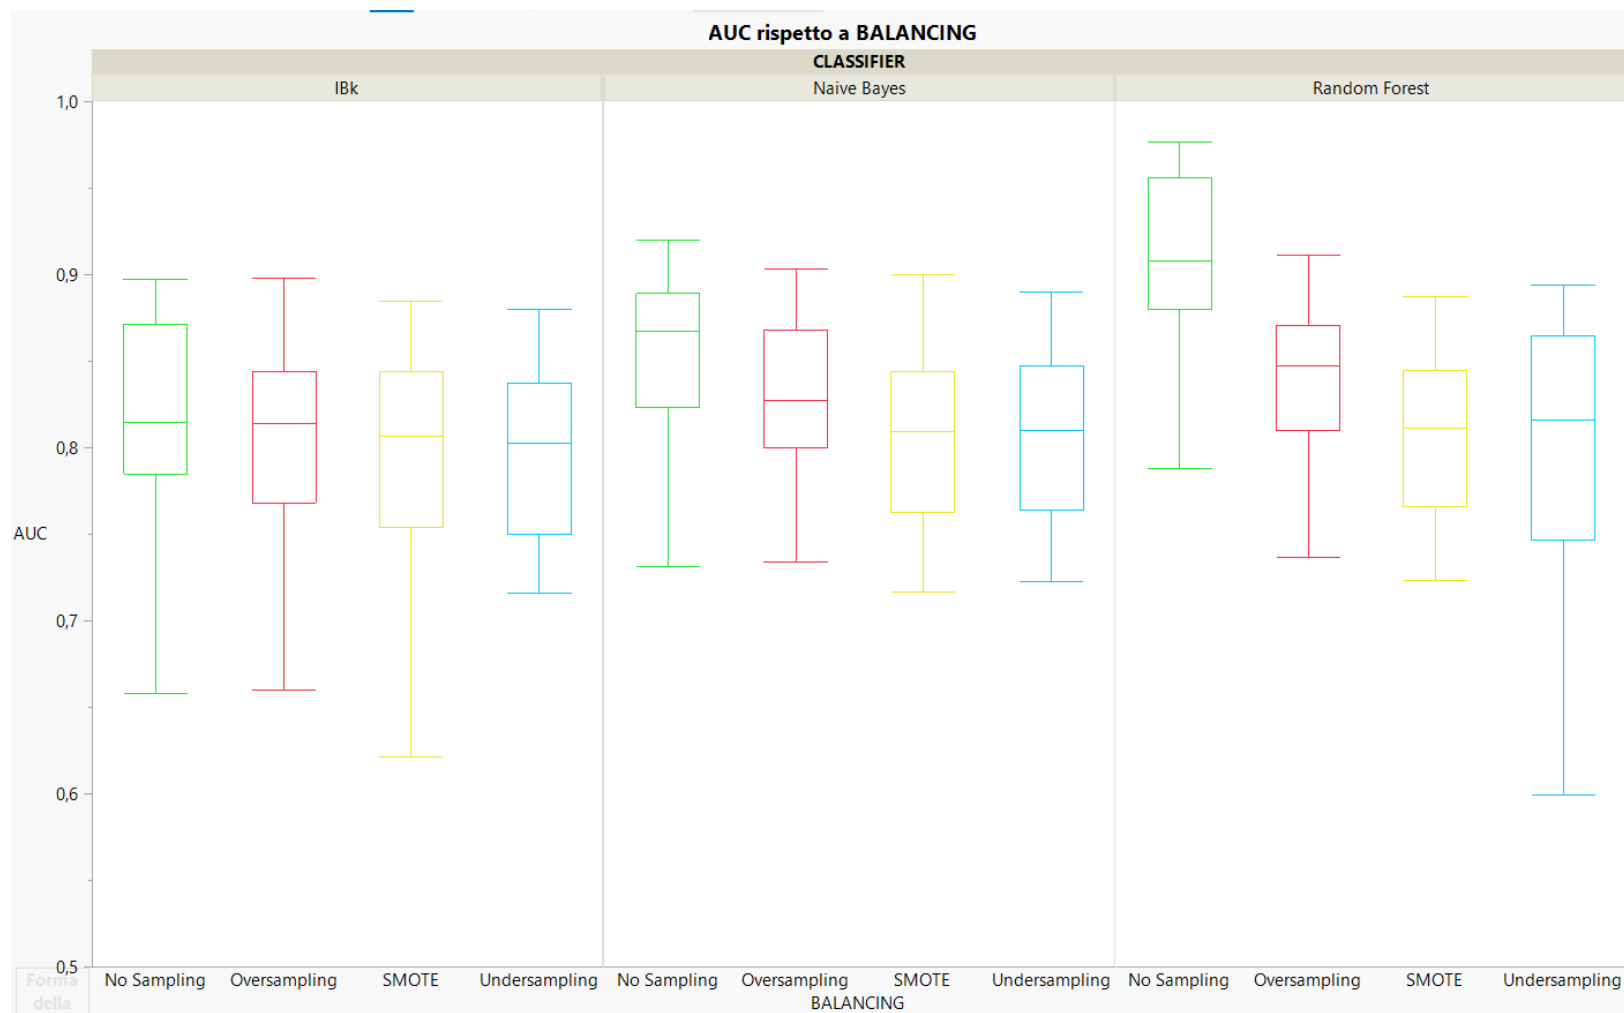 AUC rispetto a BALANCING
CLASSIFIER
IBk Naive Bayes Random Forest
1,0
0,9
0,8
AUC
0,7
0,6
0,5
No Sampling Oversampling SMOTE Undersampling No Sampling Oversampling SMOTE Undersampling No Sampling Oversampling SMOTE Undersampling
BALANCING
Forma
della